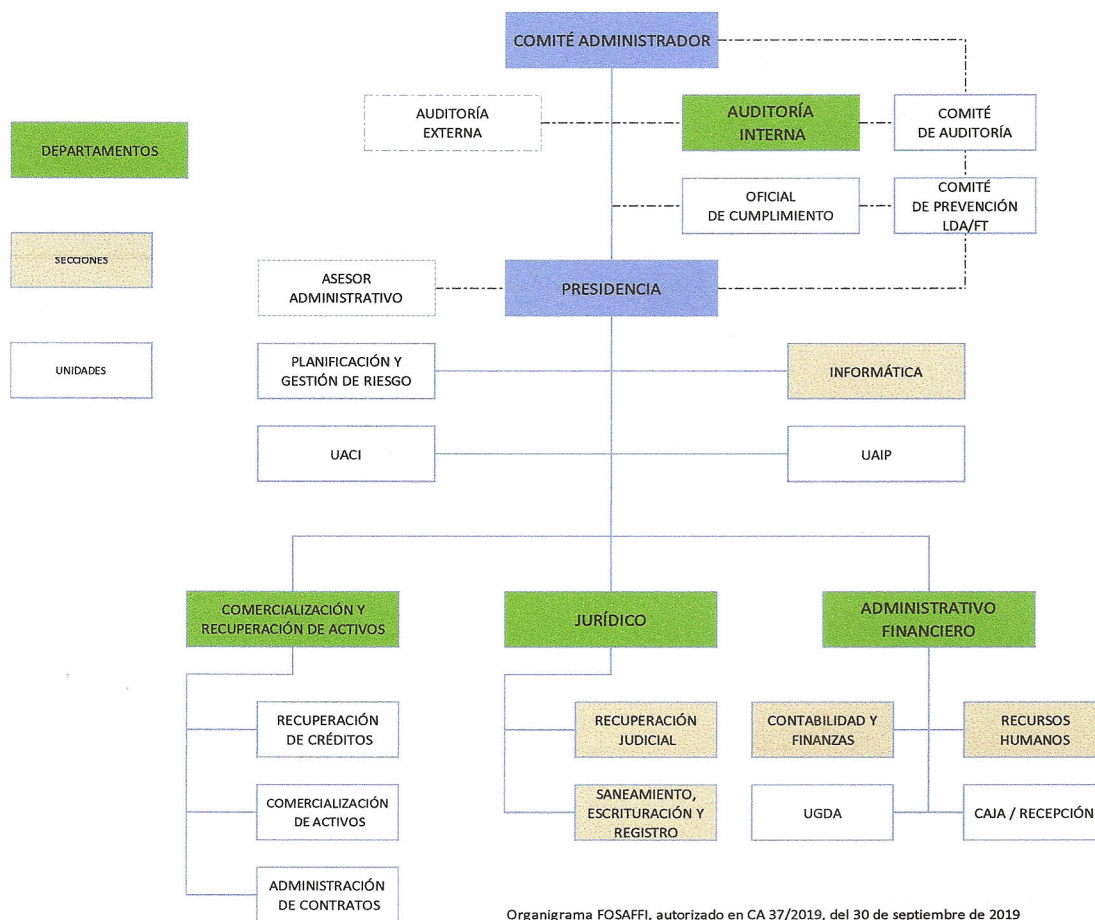 COMITÉ ADMINISTRADOR
AUDITORÍA
EXTERNA
AUDITORÍA
INTERNA
COMITÉ
DE AUDITORÍA
DEPARTAMENTOS
OFICIAL
DE CUMPLIMIENTO
COMITÉ
DE PREVENCIÓN
LDA/FT
SECCIONES
ASESOR
ADMINISTRATIVO
PRESIDENCIA
UNIDADES
PLANIFICACIÓN Y
GESTIÓN DE RIESGO
INFORMÁTICA
UACI
UAIP
COMERCIALIZACIÓN Y
RECUPERACIÓN DE ACTIVOS
JURÍDICO
ADMINISTRATIVO
FINANCIERO
RECUPERACIÓN
DE CRÉDITOS
RECUPERACIÓN
JUDICIAL
CONTABILIDAD Y
FINANZAS
RECURSOS
HUMANOS
COMERCIALIZACIÓN
DE ACTIVOS
SANEAMIENTO,
ESCRITURACIÓN Y
REGISTRO
UGDA
CAJA / RECEPCIÓN
ADMINISTRACIÓN
DE CONTRATOS
Organigrama FOSAFFI, autorizado en CA 37/2019, del 30 de septiembre de 2019